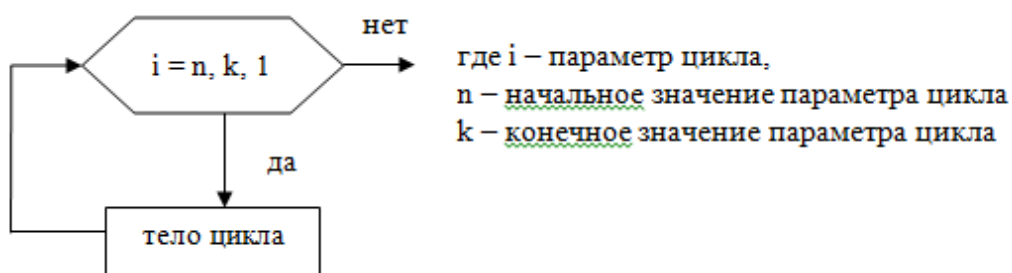 нет
i = n, k, 1
где i – параметр цикла,
n – начальное значение параметра цикла
k – конечное значение параметра цикла
да
тело цикла